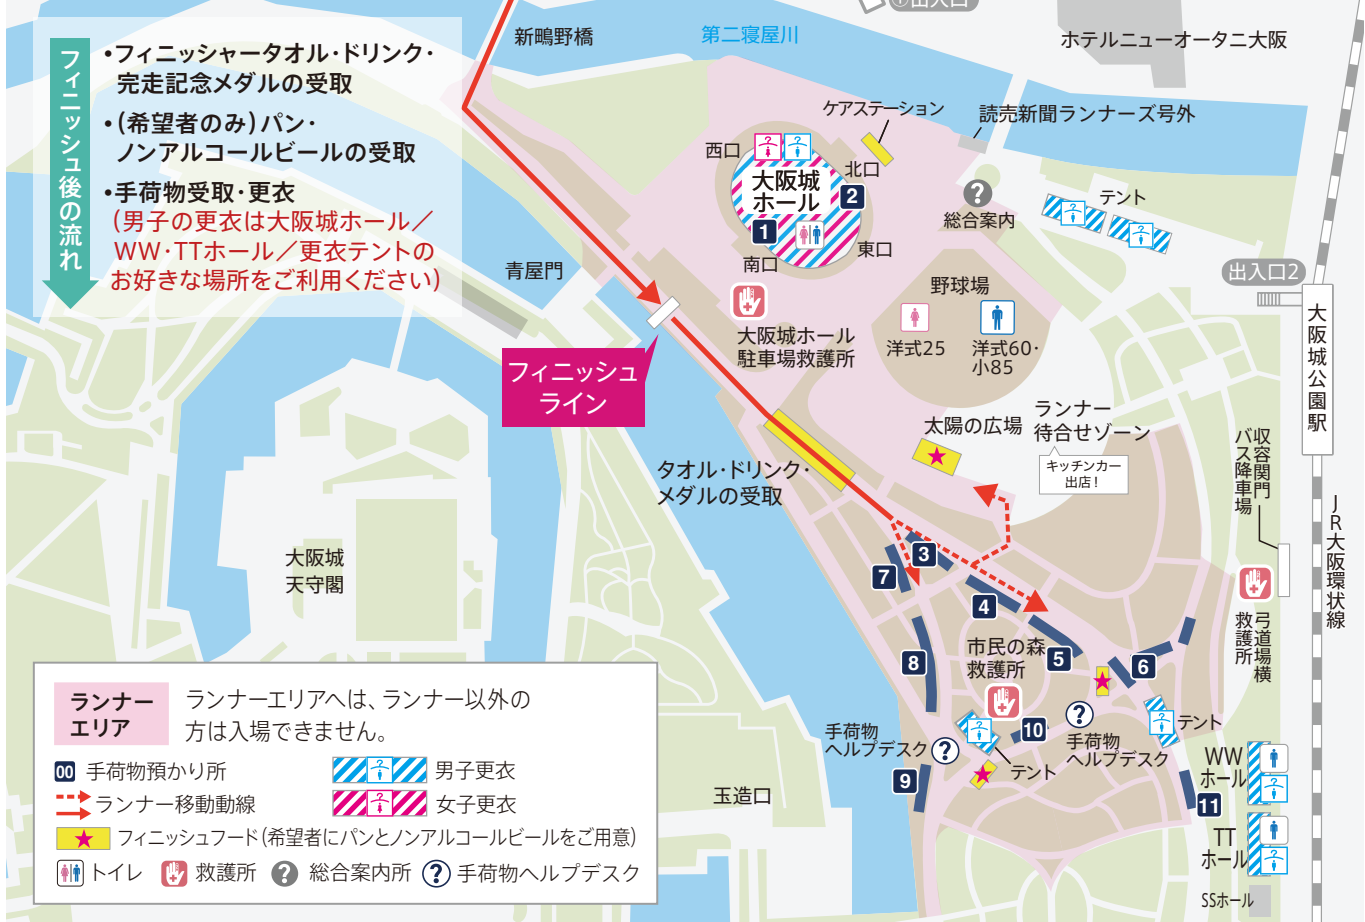 ①出入口
新鴫野橋
第二寝屋川
ホテルニューオータニ大阪
フィニッシュ後の流れ
•フィニッシャータオル・ドリンク・
完走記念メダルの受取
•(希望者のみ)パン・
ノンアルコールビールの受取
•手荷物受取・更衣
(男子の更衣は大阪城ホール／
WW・TTホール／更衣テントの
お好きな場所をご利用ください)
ケアステーション
読売新聞ランナーズ号外
西口
北口
大阪城
ホール
2
1
南口
東口
?
総合案内
テント
青屋門
出入口2
大阪城公園駅
野球場
洋式25
洋式60・
小85
大阪城ホール
駐車場救護所
フィニッシュ
ライン
太陽の広場
ランナー
待合せゾーン
キッチンカー
出店！
タオル・ドリンク・
メダルの受取
収容関門
バス降車場
JR大阪環状線
大阪城
天守閣
3
7
4
5
6
8
市民の森
救護所
弓道場横
救護所
10
?
手荷物
ヘルプデスク
手荷物
ヘルプデスク
?
テント
テント
9
11
WW
ホール
TT
ホール
SSホール
玉造口
ランナー
エリア
ランナーエリアへは、ランナー以外の
方は入場できません。
00 手荷物預かり所
男子更衣
ランナー移動動線
女子更衣
フィニッシュフード(希望者にパンとノンアルコールビールをご用意)
トイレ
救護所
? 総合案内所
? 手荷物ヘルプデスク